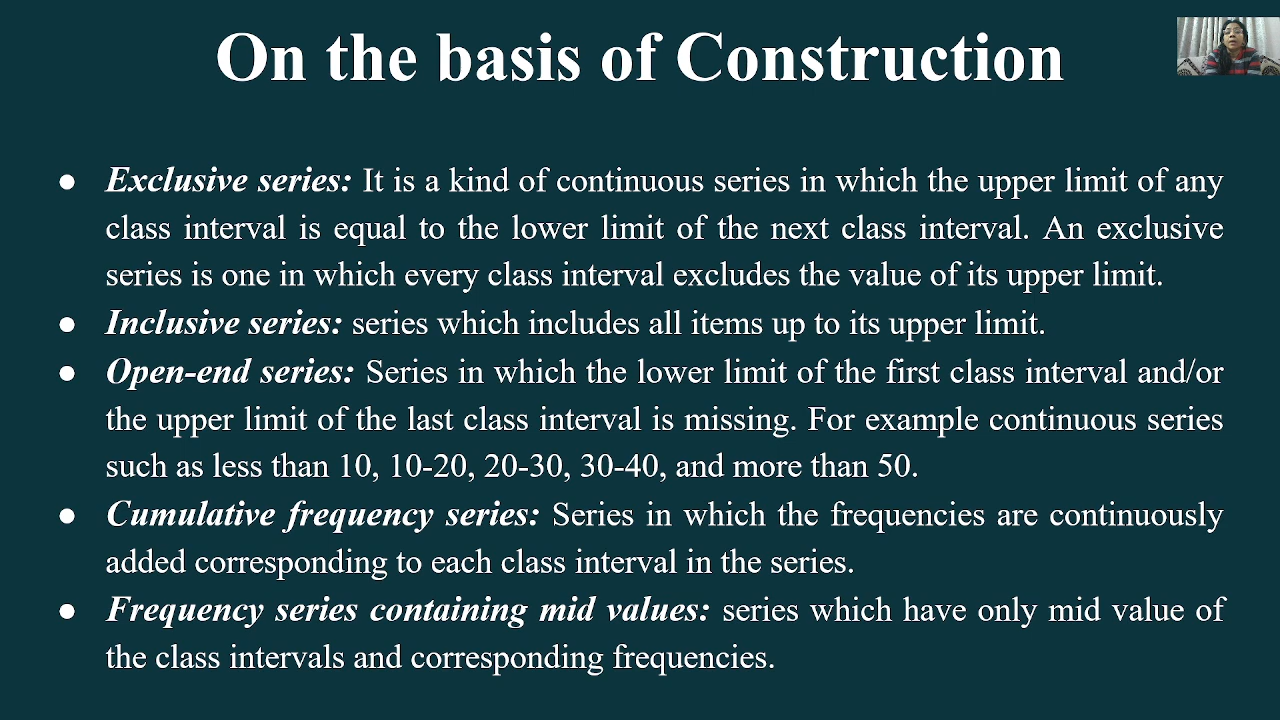 On the basis of Construction
● Exclusive series: It is a kind of continuous series in which the upper limit of any
class interval is equal to the lower limit of the next class interval. An exclusive
series is one in which every class interval excludes the value of its upper limit.
● Inclusive series: series which includes all items up to its upper limit.
● Open-end series: Series in which the lower limit of the first class interval and/or
the upper limit of the last class interval is missing. For example continuous series
such as less than 10, 10-20, 20-30, 30-40, and more than 50.
● Cumulative frequency series: Series in which the frequencies are continuously
added corresponding to each class interval in the series.
● Frequency series containing mid values: series which have only mid value of
the class intervals and corresponding frequencies.